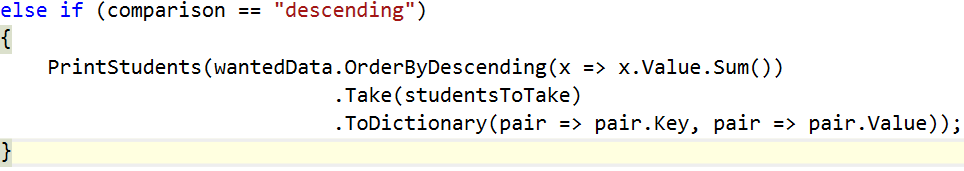 else if (comparison == "descending")
{
    PrintStudents(wantedData.OrderByDescending(x => x.Value.Sum())
                            .Take(studentsToTake)
                            .ToDictionary(pair => pair.Key, pair => pair.Value));
}